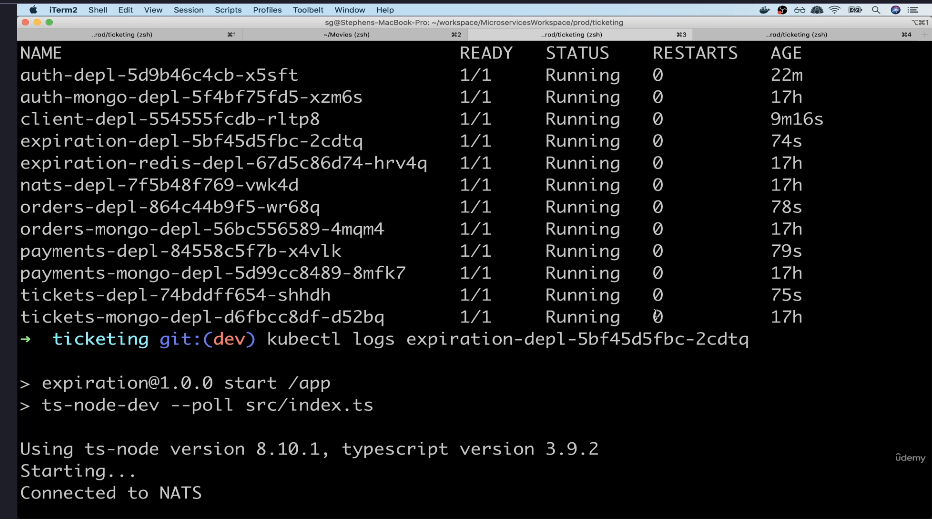 iTerm2 Shell Edit View Session Scripts Profiles Toolbelt Window Help
sg@Stephens-MacBook-Pro: ~/workspace/MicroservicesWorkspace/prod/ticketing ⌥⌘1
..rod/ticketing (zsh) ~/Movies (zsh) ⌘2 ..rod/ticketing (zsh) ⌘3 ..rod/ticketing (zsh) ⌘4
NAME READY STATUS RESTARTS AGE
auth-depl-5d9b46c4cb-x5sft 1/1 Running 0 22m
auth-mongo-depl-5f4bf75fd5-xzm6s 1/1 Running 0 17h
client-depl-554555fcdb-rltp8 1/1 Running 0 9m16s
expiration-depl-5bf45d5fbc-2cdtq 1/1 Running 0 74s
expiration-redis-depl-67d5c86d74-hrv4q 1/1 Running 0 17h
nats-depl-7f5b48f769-vwk4d 1/1 Running 0 17h
orders-depl-864c44b9f5-wr68q 1/1 Running 0 78s
orders-mongo-depl-56bc556589-4mqm4 1/1 Running 0 17h
payments-depl-84558c5f7b-x4vlk 1/1 Running 0 79s
payments-mongo-depl-5d99cc8489-8mfk7 1/1 Running 0 17h
tickets-depl-74bddff654-shhdh 1/1 Running 0 75s
tickets-mongo-depl-d6fbcc8df-d52bq 1/1 Running 0 17h
➜ ticketing git:(dev) kubectl logs expiration-depl-5bf45d5fbc-2cdtq
> expiration@1.0.0 start /app
> ts-node-dev --poll src/index.ts
Using ts-node version 8.10.1, typescript version 3.9.2
Starting...
Connected to NATS
ûdemy